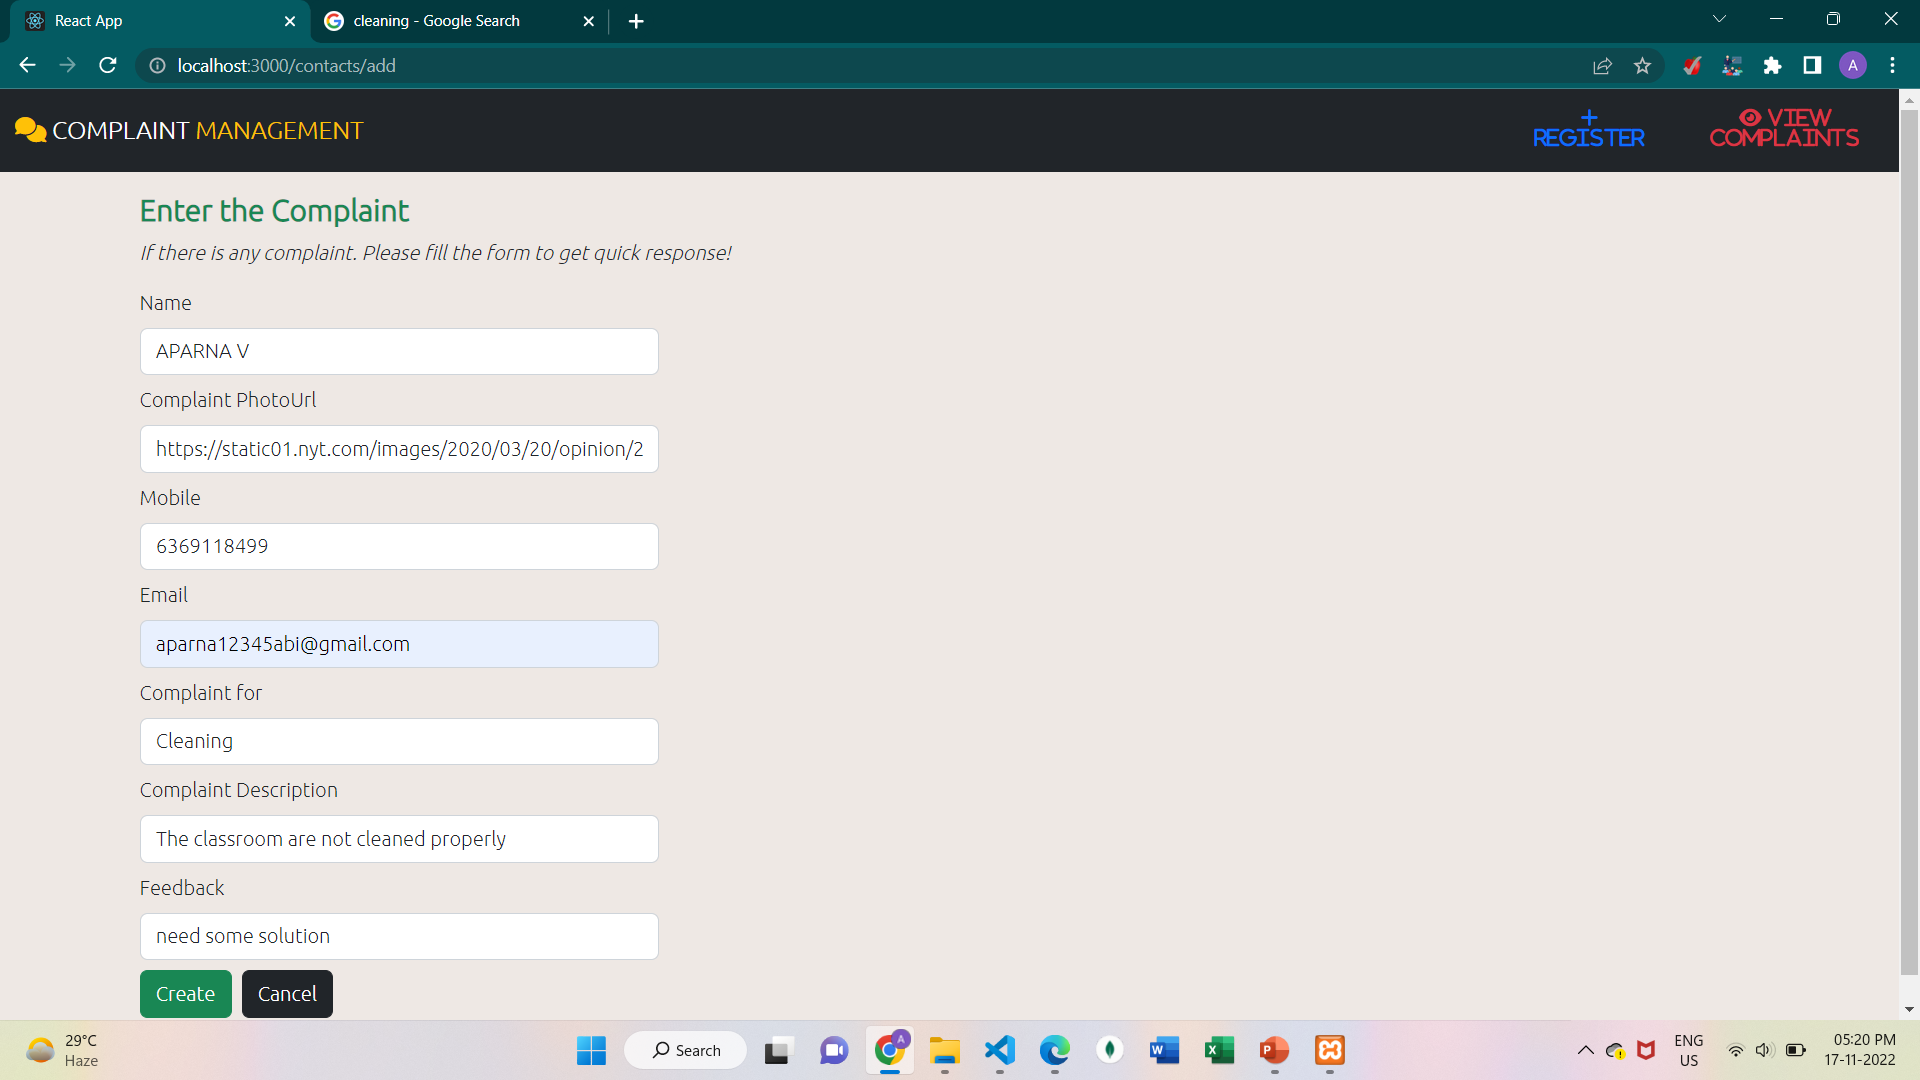 React App
cleaning - Google Search
localhost:3000/contacts/add
A
COMPLAINT MANAGEMENT
+ REGISTER
VIEW COMPLAINTS
Enter the Complaint
If there is any complaint. Please fill the form to get quick response!
Name
APARNA V
Complaint PhotoUrl
https://static01.nyt.com/images/2020/03/20/opinion/2
Mobile
6369118499
Email
aparna12345abi@gmail.com
Complaint for
Cleaning
Complaint Description
The classroom are not cleaned properly
Feedback
need some solution
Create
Cancel
29°C
Haze
Search
A
ENG
US
05:20 PM
17-11-2022